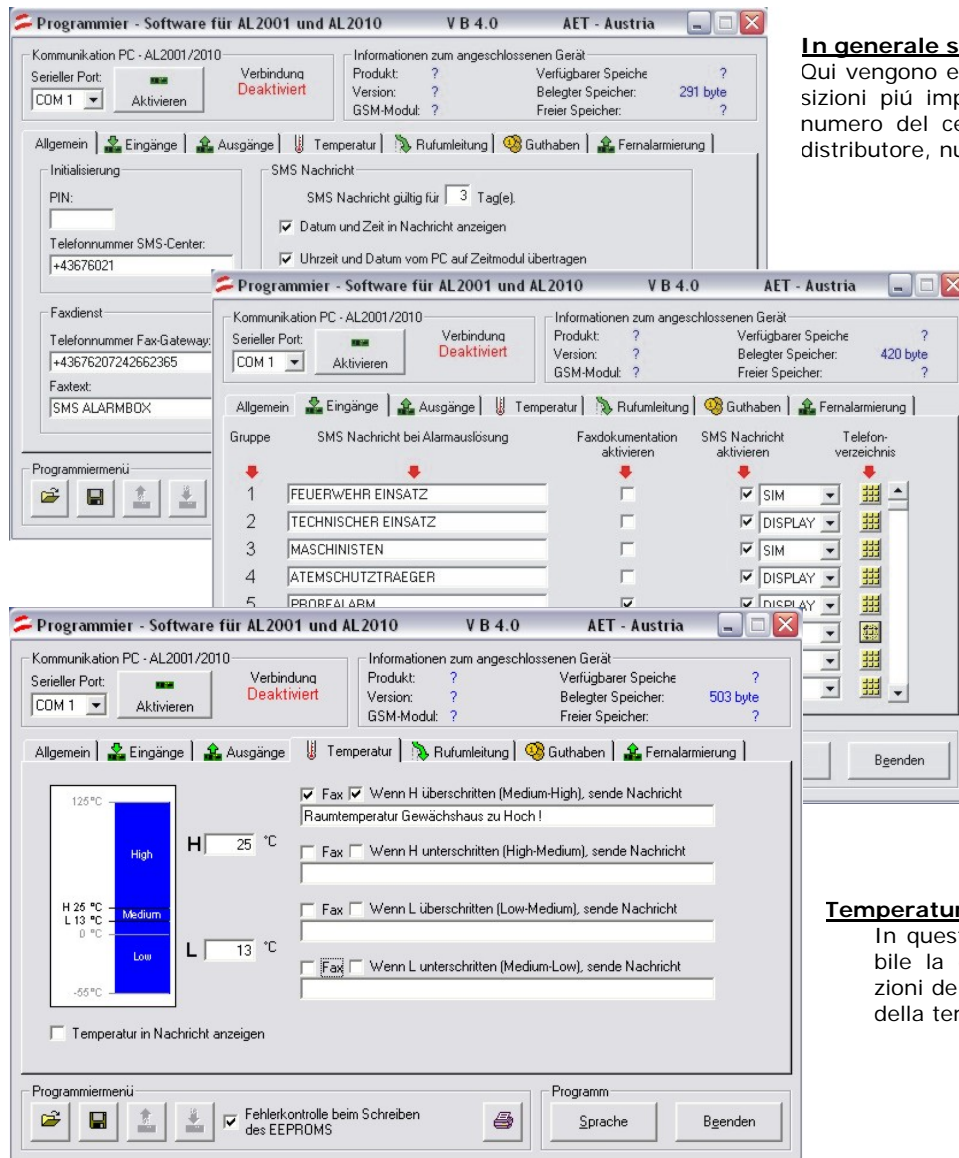 Programmier - Software für AL2001 und AL2010 V B 4.0 AET - Austria
Kommunikation PC - AL2001/2010
Serieller Port:
COM 1
Aktivieren
Verbindung
Deaktiviert
Informationen zum angeschlossenen Gerät
Produkt: ? Verfügbarer Speiche ?
Version: ? Belegter Speicher: 291 byte
GSM-Modul: ? Freier Speicher: ?
Allgemein Eingänge Ausgänge Temperatur Rufumleitung Guthaben Fernalarmierung
Initialisierung
PIN:
Telefonnummer SMS-Center:
+43676021
SMS Nachricht
SMS Nachricht gültig für 3 Tag(e).
Datum und Zeit in Nachricht anzeigen
Uhrzeit und Datum vom PC auf Zeitmodul übertragen
Faxdienst
Telefonnummer Fax-Gateway:
+43676207242662365
Faxtext:
SMS ALARMBOX
Programmiermenü
In generale s
Qui vengono e
sizioni piú imp
numero del ce
distributore, nu
Programmier - Software für AL2001 und AL2010 V B 4.0 AET - Austria
Kommunikation PC - AL2001/2010
Serieller Port:
COM 1
Aktivieren
Verbindung
Deaktiviert
Informationen zum angeschlossenen Gerät
Produkt: ? Verfügbarer Speiche ?
Version: ? Belegter Speicher: 420 byte
GSM-Modul: ? Freier Speicher: ?
Allgemein Eingänge Ausgänge Temperatur Rufumleitung Guthaben Fernalarmierung
Gruppe SMS Nachricht bei Alarmauslösung Faxdokumentation SMS Nachricht Telefon-
aktivieren aktivieren verzeichnis
1 FEUERWEHR EINSATZ SIM
2 TECHNISCHER EINSATZ DISPLAY
3 MASCHINISTEN SIM
4 ATEMSCHUTZTRAEGER DISPLAY
5 PROBEALARM DISPLAY
Beenden
Programmier - Software für AL2001 und AL2010 V B 4.0 AET - Austria
Kommunikation PC - AL2001/2010
Serieller Port:
COM 1
Aktivieren
Verbindung
Deaktiviert
Informationen zum angeschlossenen Gerät
Produkt: ? Verfügbarer Speiche ?
Version: ? Belegter Speicher: 503 byte
GSM-Modul: ? Freier Speicher: ?
Allgemein Eingänge Ausgänge Temperatur Rufumleitung Guthaben Fernalarmierung
125°C
High
H 25 °C
L 13 °C
Medium
0 °C
Low
-55°C
H 25 °C
L 13 °C
Fax Wenn H überschritten (Medium-High), sende Nachricht
Raumtemperatur Gewächshaus zu Hoch !
Fax Wenn H unterschritten (High-Medium), sende Nachricht
Fax Wenn L überschritten (Low-Medium), sende Nachricht
Fax Wenn L unterschritten (Medium-Low), sende Nachricht
Temperatur in Nachricht anzeigen
Programmiermenü
Fehlerkontrolle beim Schreiben
des EEPROMS
Programm
Sprache
Beenden
Temperatur
In quest
bile la
zioni de
della ter